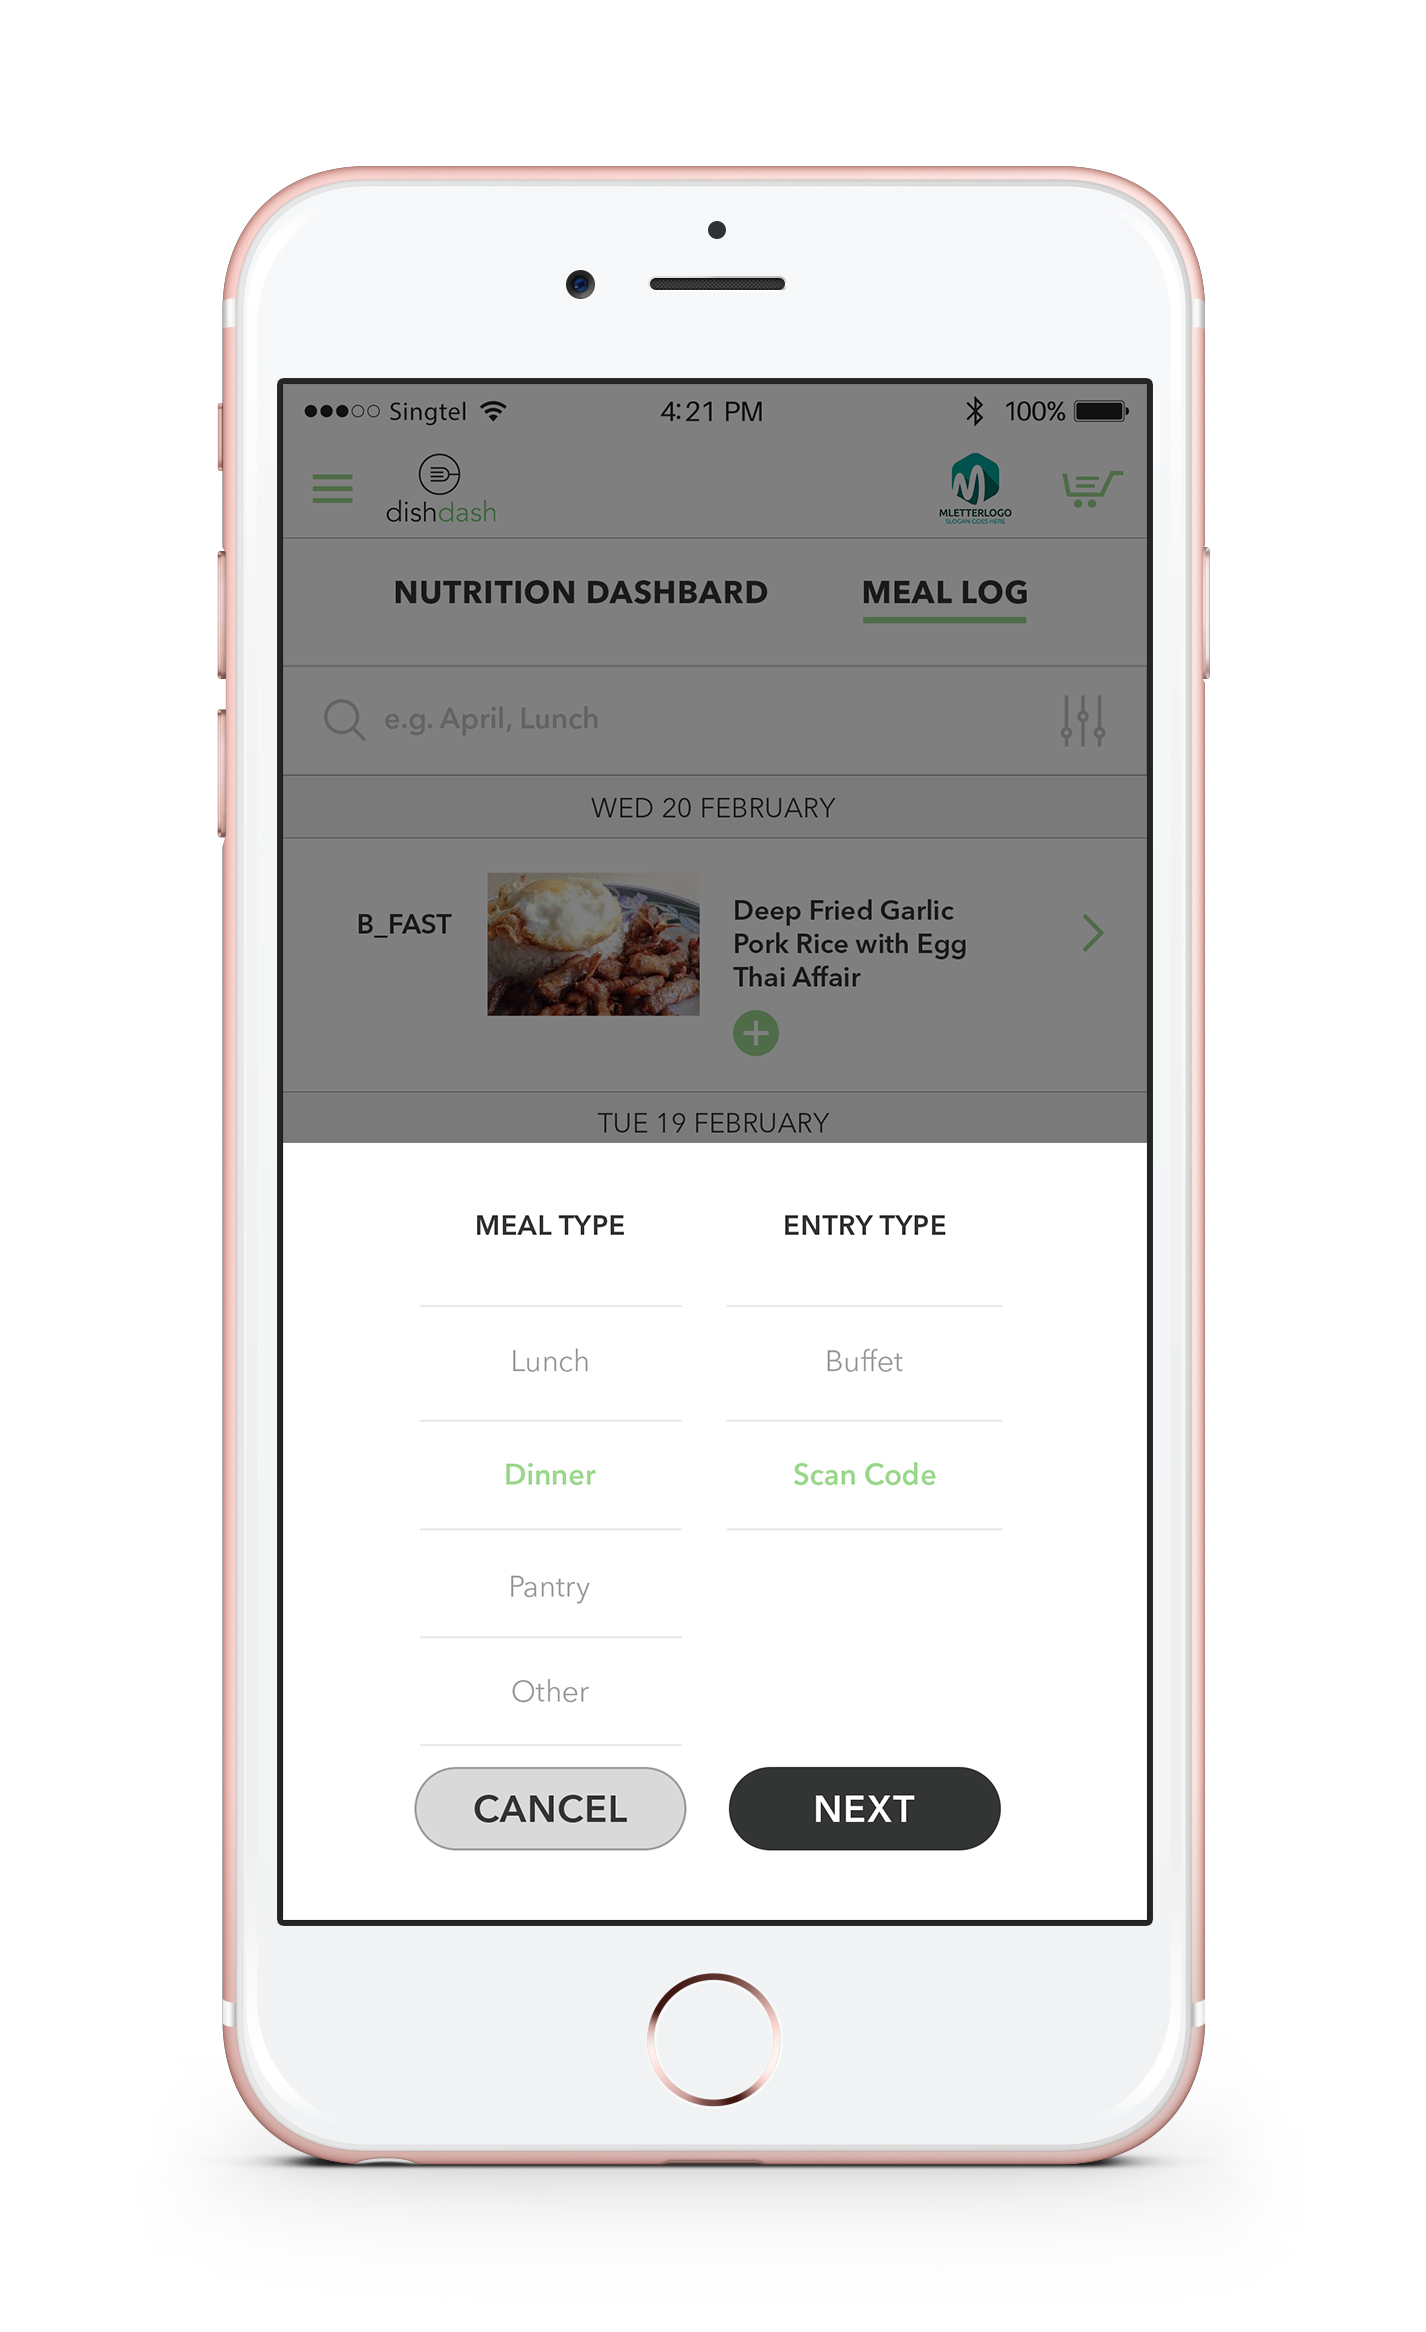 Singtel 4:21 PM 100%
dishdash
MLETTERLOGO
SLOGAN GOES HERE
NUTRITION DASHBARD MEAL LOG
e.g. April, Lunch
WED 20 FEBRUARY
B_FAST
Deep Fried Garlic
Pork Rice with Egg
Thai Affair
TUE 19 FEBRUARY
MEAL TYPE ENTRY TYPE
Lunch Buffet
Dinner Scan Code
Pantry
Other
CANCEL NEXT